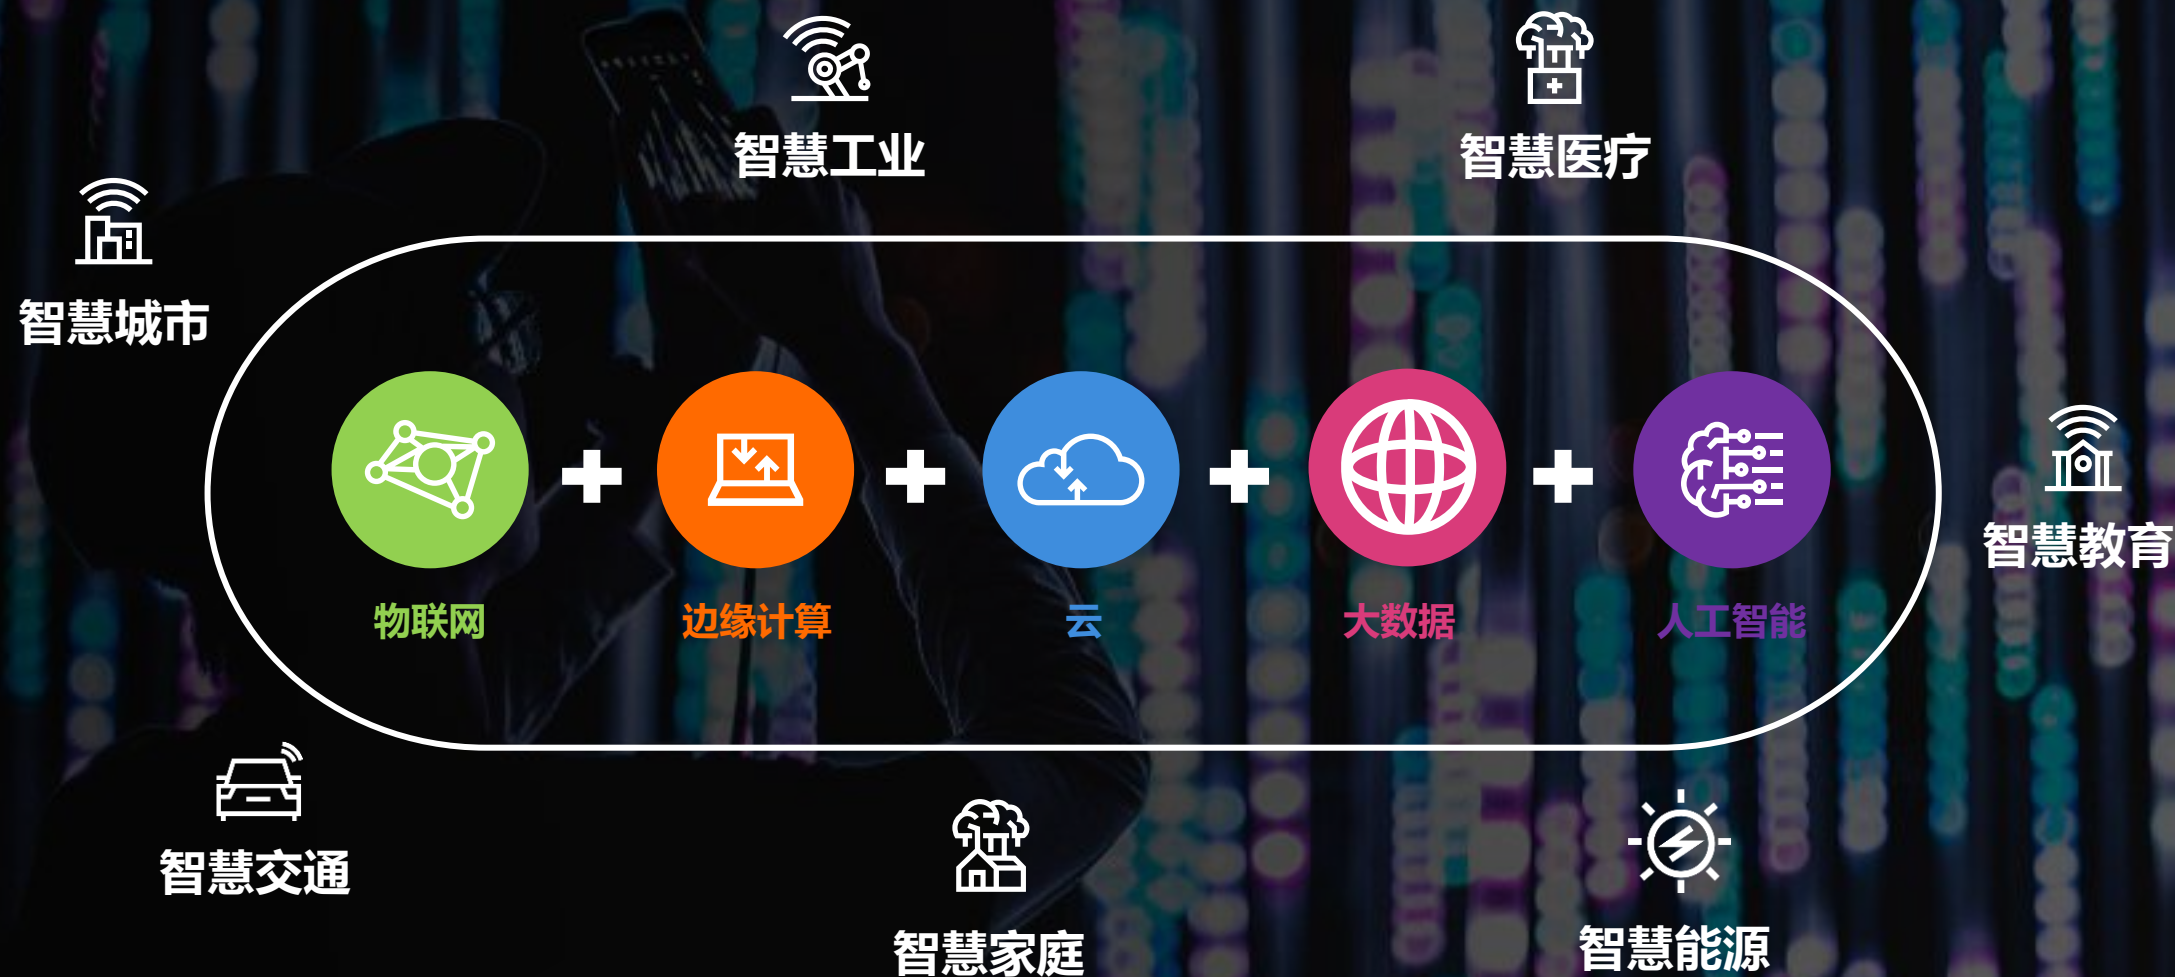 智慧工业
智慧医疗
智慧城市
智慧教育
物联网
边缘计算
云
大数据
人工智能
智慧交通
智慧家庭
智慧能源